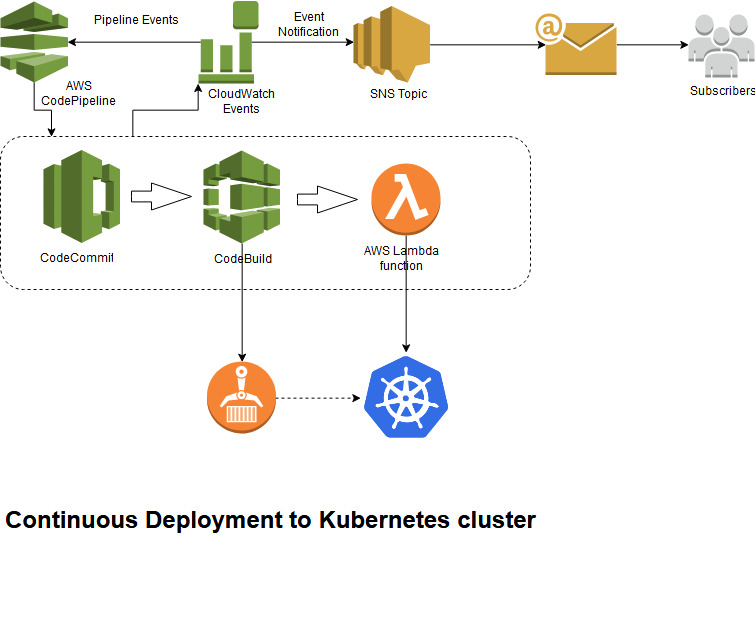 Pipeline Events
Event
Notification
AWS
CodePipeline
CloudWatch
Events
SNS Topic
@
Subscribers
CodeCommit
CodeBuild
AWS Lambda
function
Continuous Deployment to Kubernetes cluster